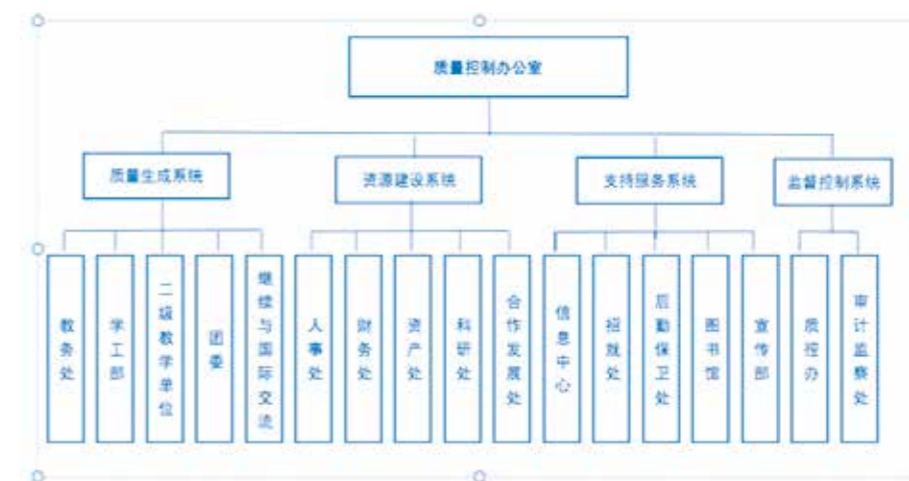 质量控制办公室
质量生成系统
资源建设系统
支持服务系统
监督控制系统
教务处
学工部
二级教学单位
团委
继续与国际交流
人事处
财务处
资产处
科研处
合作发展处
信息中心
招就处
后勤保卫处
图书馆
宣传部
质控办
审计监察处